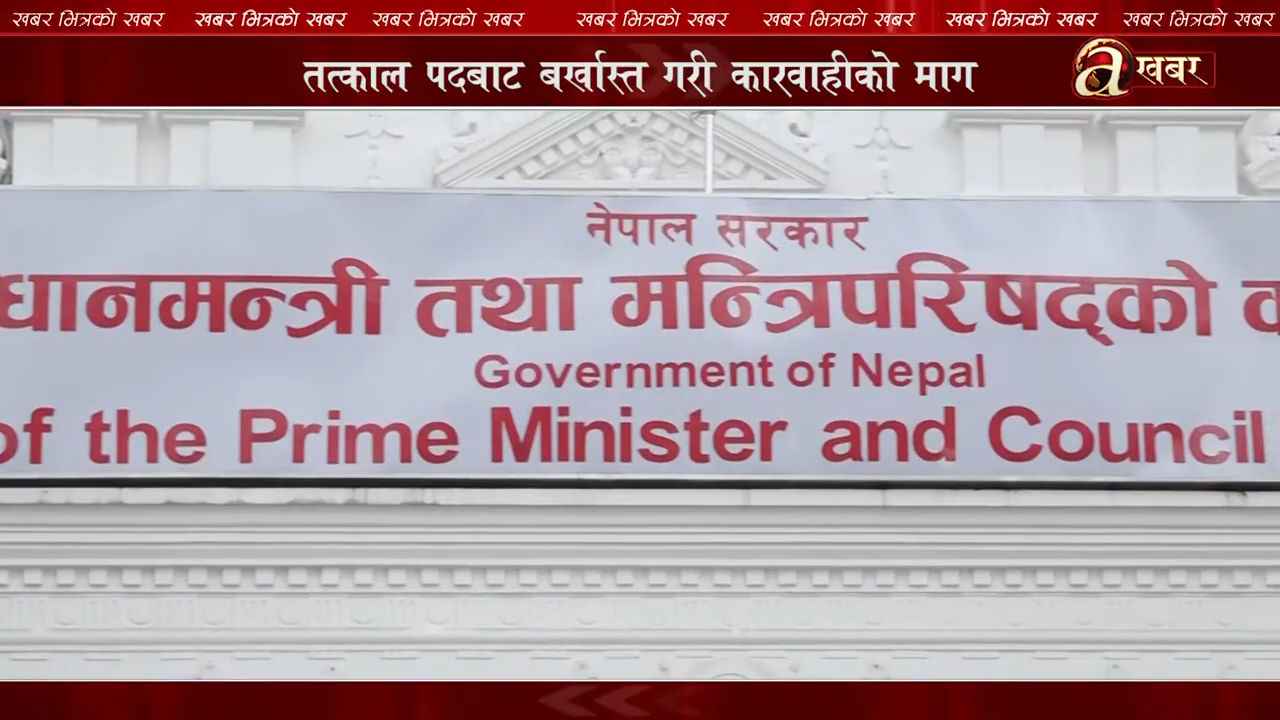 खबर भित्रको खबर खबर भित्रको खबर खबर भित्रको खबर खबर भित्रको खबर खबर भित्रको खबर खबर भित्रको खबर खबर भित्रको खबर
तत्काल पदबाट बर्खास्त गरी कारवाहीको माग
a खबर
नेपाल सरकार
धानमन्त्री तथा मन्त्रिपरिषद्को
Government of Nepal
of the Prime Minister and Council